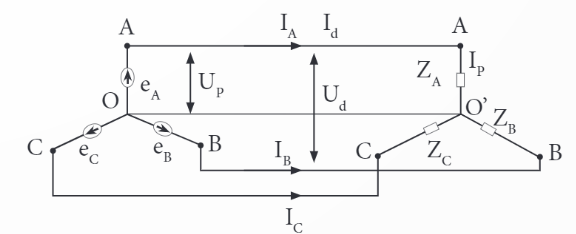 A I_A I_d A
e_A U_p Z_A I_p
O U_d O'
C e_C e_B B I_B C Z_C Z_B B
I_C